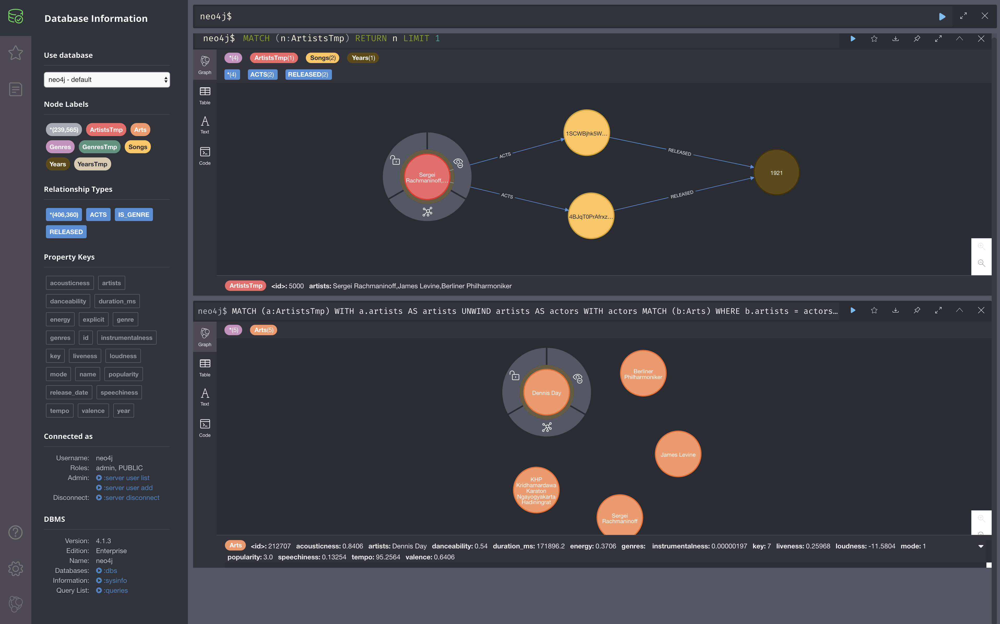 Database Information
Use database
neo4j - default
Node Labels
*(239,565) ArtistsTmp Arts
Genres GenresTmp Songs
Years YearsTmp
Relationship Types
*(406,360) ACTS IS_GENRE
RELEASED
Property Keys
acousticness artists
danceability duration_ms
energy explicit genre
genres id instrumentalness
key liveness loudness
mode name popularity
release_date speechiness
tempo valence year
Connected as
Username: neo4j
Roles: admin, PUBLIC
Admin: :server user list
:server user add
Disconnect: :server disconnect
DBMS
Version: 4.1.3
Edition: Enterprise
Name: neo4j
Databases: :dbs
Information: :sysinfo
Query List: :queries
neo4j$
neo4j$ MATCH (n:ArtistsTmp) RETURN n LIMIT 1
Graph
Table
Text
Code
*(4) ArtistsTmp(1) Songs(2) Years(1)
*(4) ACTS(2) RELEASED(2)
Sergei
Rachmaninoff,...
ACTS
ACTS
1SCWBjhk5W...
4BJqT0PrAfrxz...
RELEASED
RELEASED
1921
ArtistsTmp <id>: 5000 artists: Sergei Rachmaninoff,James Levine,Berliner Philharmoniker
neo4j$ MATCH (a:ArtistsTmp) WITH a.artists AS artists UNWIND artists AS actors WITH actors MATCH (b:Arts) WHERE b.artists = actors…
Graph
Table
Text
Code
*(5) Arts(5)
Dennis Day
Berliner
Philharmoniker
James Levine
KHP
Kridhamardawa
Karaton
Ngayogyakarta
Hadiningrat
Sergei
Rachmaninoff
Arts <id>: 212707 acousticness: 0.8406 artists: Dennis Day danceability: 0.54 duration_ms: 171896.2 energy: 0.3706 genres: instrumentalness: 0.00000197 key: 7 liveness: 0.25968 loudness: -11.5804 mode: 1
popularity: 3.0 speechiness: 0.13254 tempo: 95.2564 valence: 0.6406